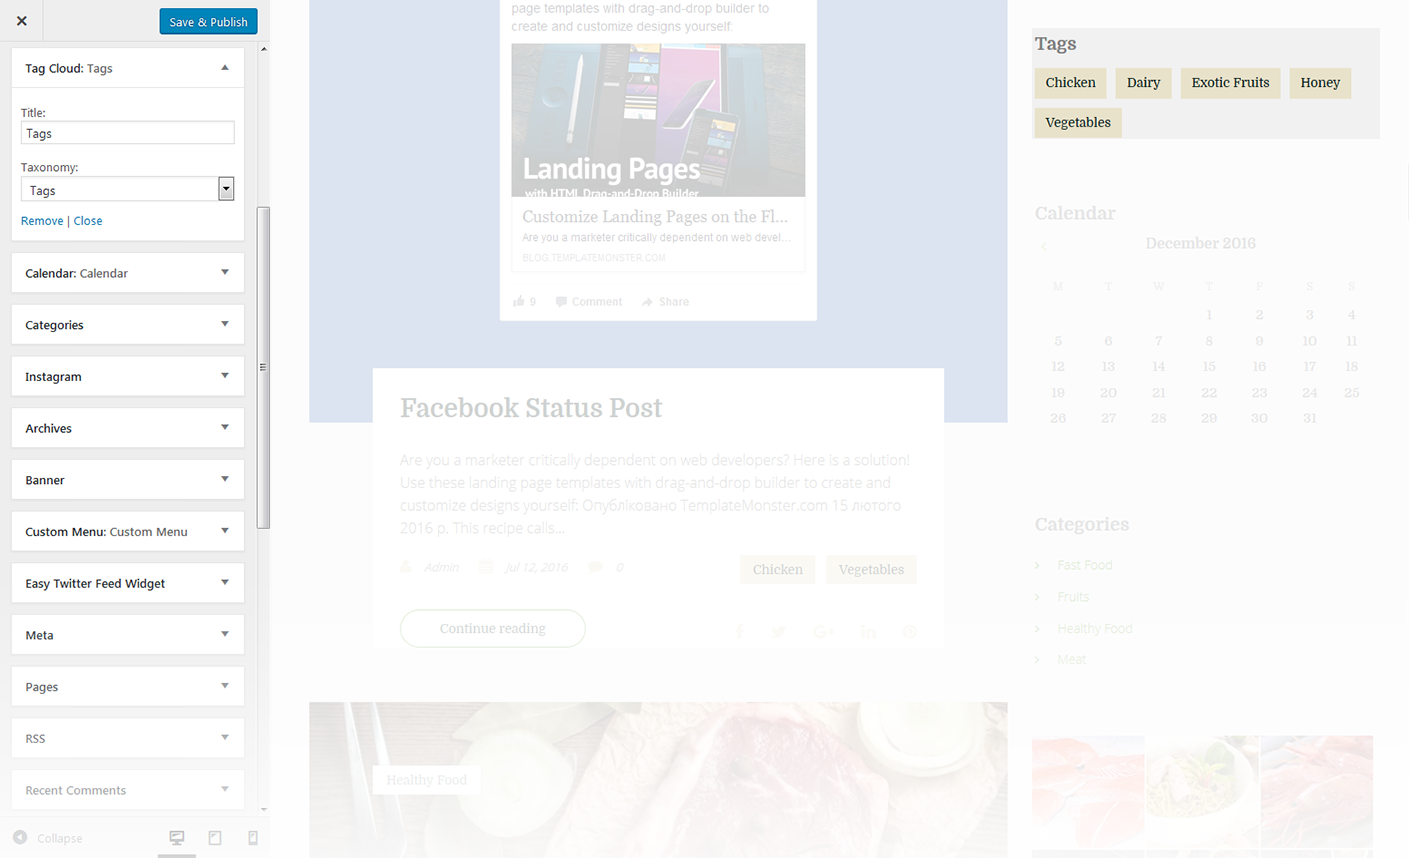 Save & Publish
Tag Cloud: Tags
Title:
Tags
Taxonomy:
Tags
Remove | Close
Calendar: Calendar
Categories
Instagram
Archives
Banner
Custom Menu: Custom Menu
Easy Twitter Feed Widget
Meta
Pages
RSS
Recent Comments
Collapse
page templates with drag-and-drop builder to
create and customize designs yourself:
Landing Pages
with HTML Drag-and-Drop Builder
Customize Landing Pages on the Fl...
Are you a marketer critically dependent on web devel...
BLOG.TEMPLATEMONSTER.COM
9 Comment Share
Facebook Status Post
Are you a marketer critically dependent on web developers? Here is a solution!
Use these landing page templates with drag-and-drop builder to create and
customize designs yourself: Опубліковано TemplateMonster.com 15 лютого
2016 р. This recipe calls...
Admin Jul 12, 2016 0
Chicken Vegetables
Continue reading
Healthy Food
Tags
Chicken Dairy Exotic Fruits Honey
Vegetables
Calendar
December 2016
M T W T F S S
1 2 3 4
5 6 7 8 9 10 11
12 13 14 15 16 17 18
19 20 21 22 23 24 25
26 27 28 29 30 31
Categories
Fast Food
Fruits
Healthy Food
Meat